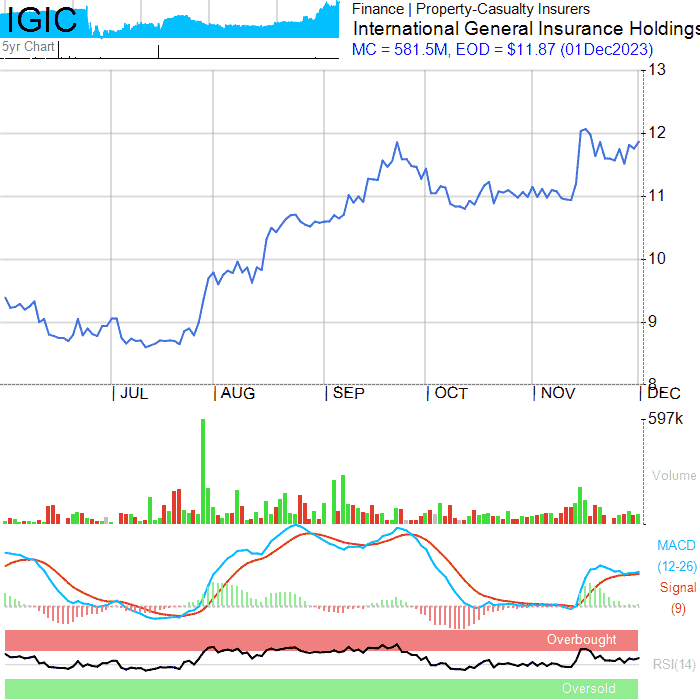 IGIC
5yr Chart
Finance | Property-Casualty Insurers
International General Insurance Holdings
MC = 581.5M, EOD = $11.87 (01Dec2023)
13
12
11
10
9
8
JUL
AUG
SEP
OCT
NOV
DEC
597k
Volume
MACD
(12-26)
Signal
(9)
Overbought
RSI(14)
Oversold